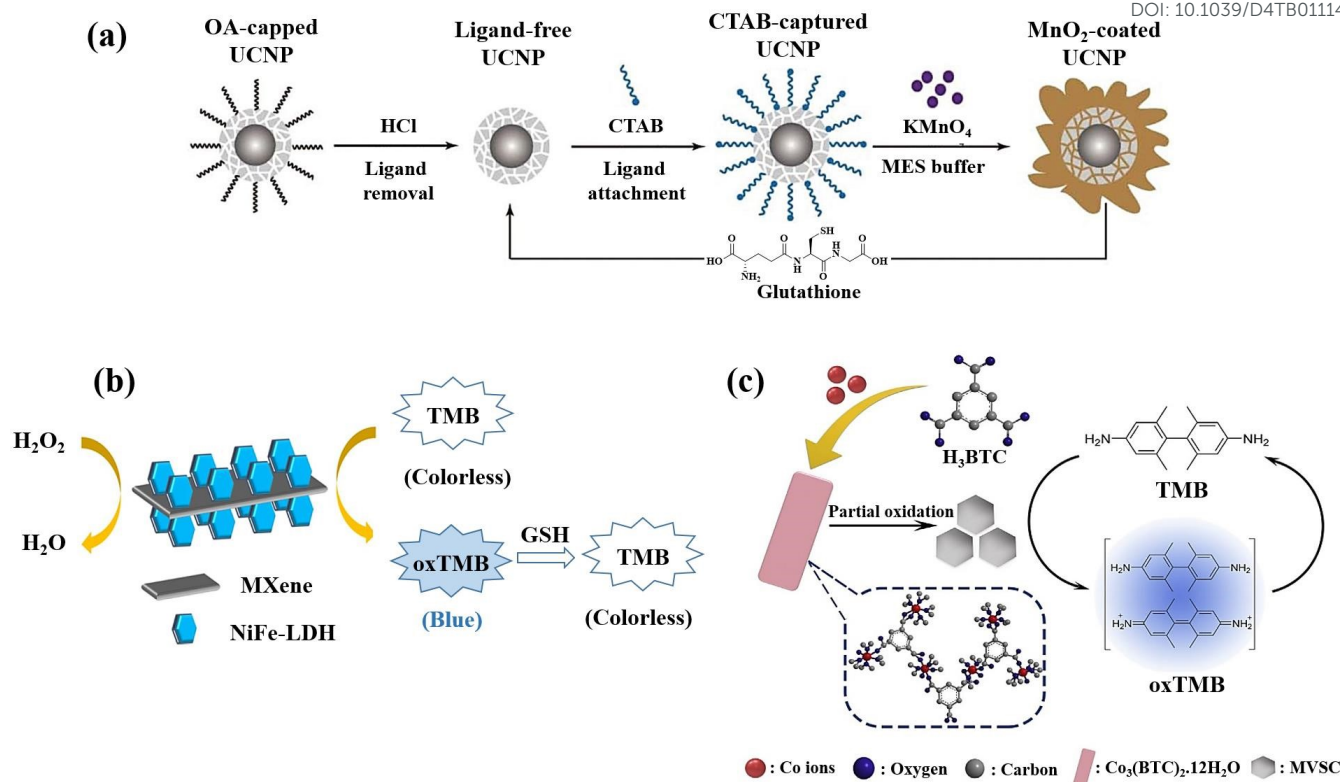 DOI: 10.1039/D4TB01114
(a)
OA-capped
UCNP
Ligand-free
UCNP
CTAB-captured
UCNP
MnO₂-coated
UCNP
HCl
Ligand
removal
CTAB
Ligand
attachment
KMnO₄
MES buffer
HO
O
NH₂
O
N
H
SH
O
H
N
O
OH
Glutathione
(b)
H₂O₂
H₂O
TMB
(Colorless)
oxTMB
(Blue)
GSH
TMB
(Colorless)
MXene
NiFe-LDH
(c)
H₃BTC
Partial oxidation
H₂N
NH₂
TMB
H₂N
NH₂
H₂N⁺
NH₂⁺
oxTMB
: Co ions
: Oxygen
: Carbon
: Co₃(BTC)₂.12H₂O
: MVSC